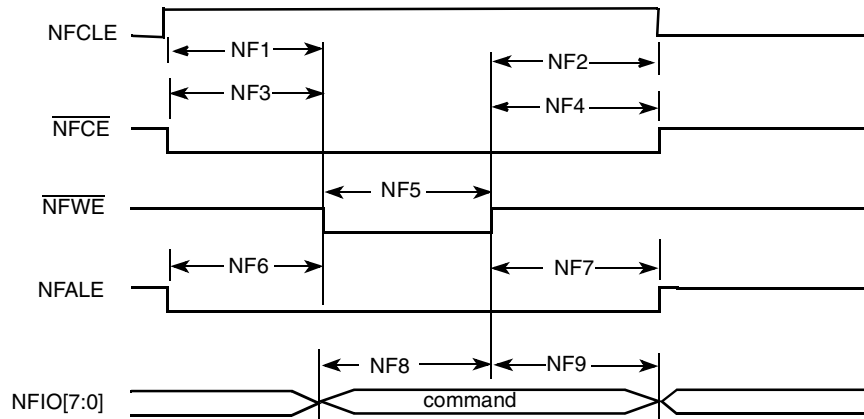 NFCLE
NF1
NF2
NF3
NF4
NFCE
NF5
NFWE
NF6
NF7
NFALE
NF8
NF9
NFIO[7:0]
command